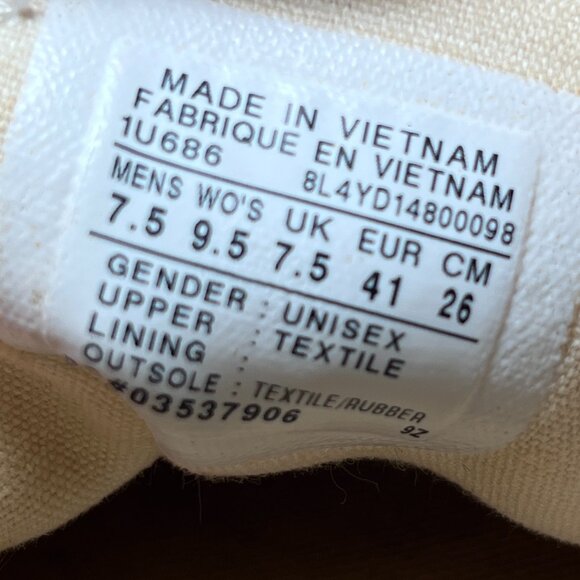 MADE IN VIETNAM
FABRIQUE EN VIETNAM
1U686 8L4YD14800098
MENS WO'S UK EUR CM
7.5 9.5 7.5 41 26
GENDER : UNISEX
UPPER : TEXTILE
LINING :
OUTSOLE : TEXTILE/RUBBER
#03537906 9Z